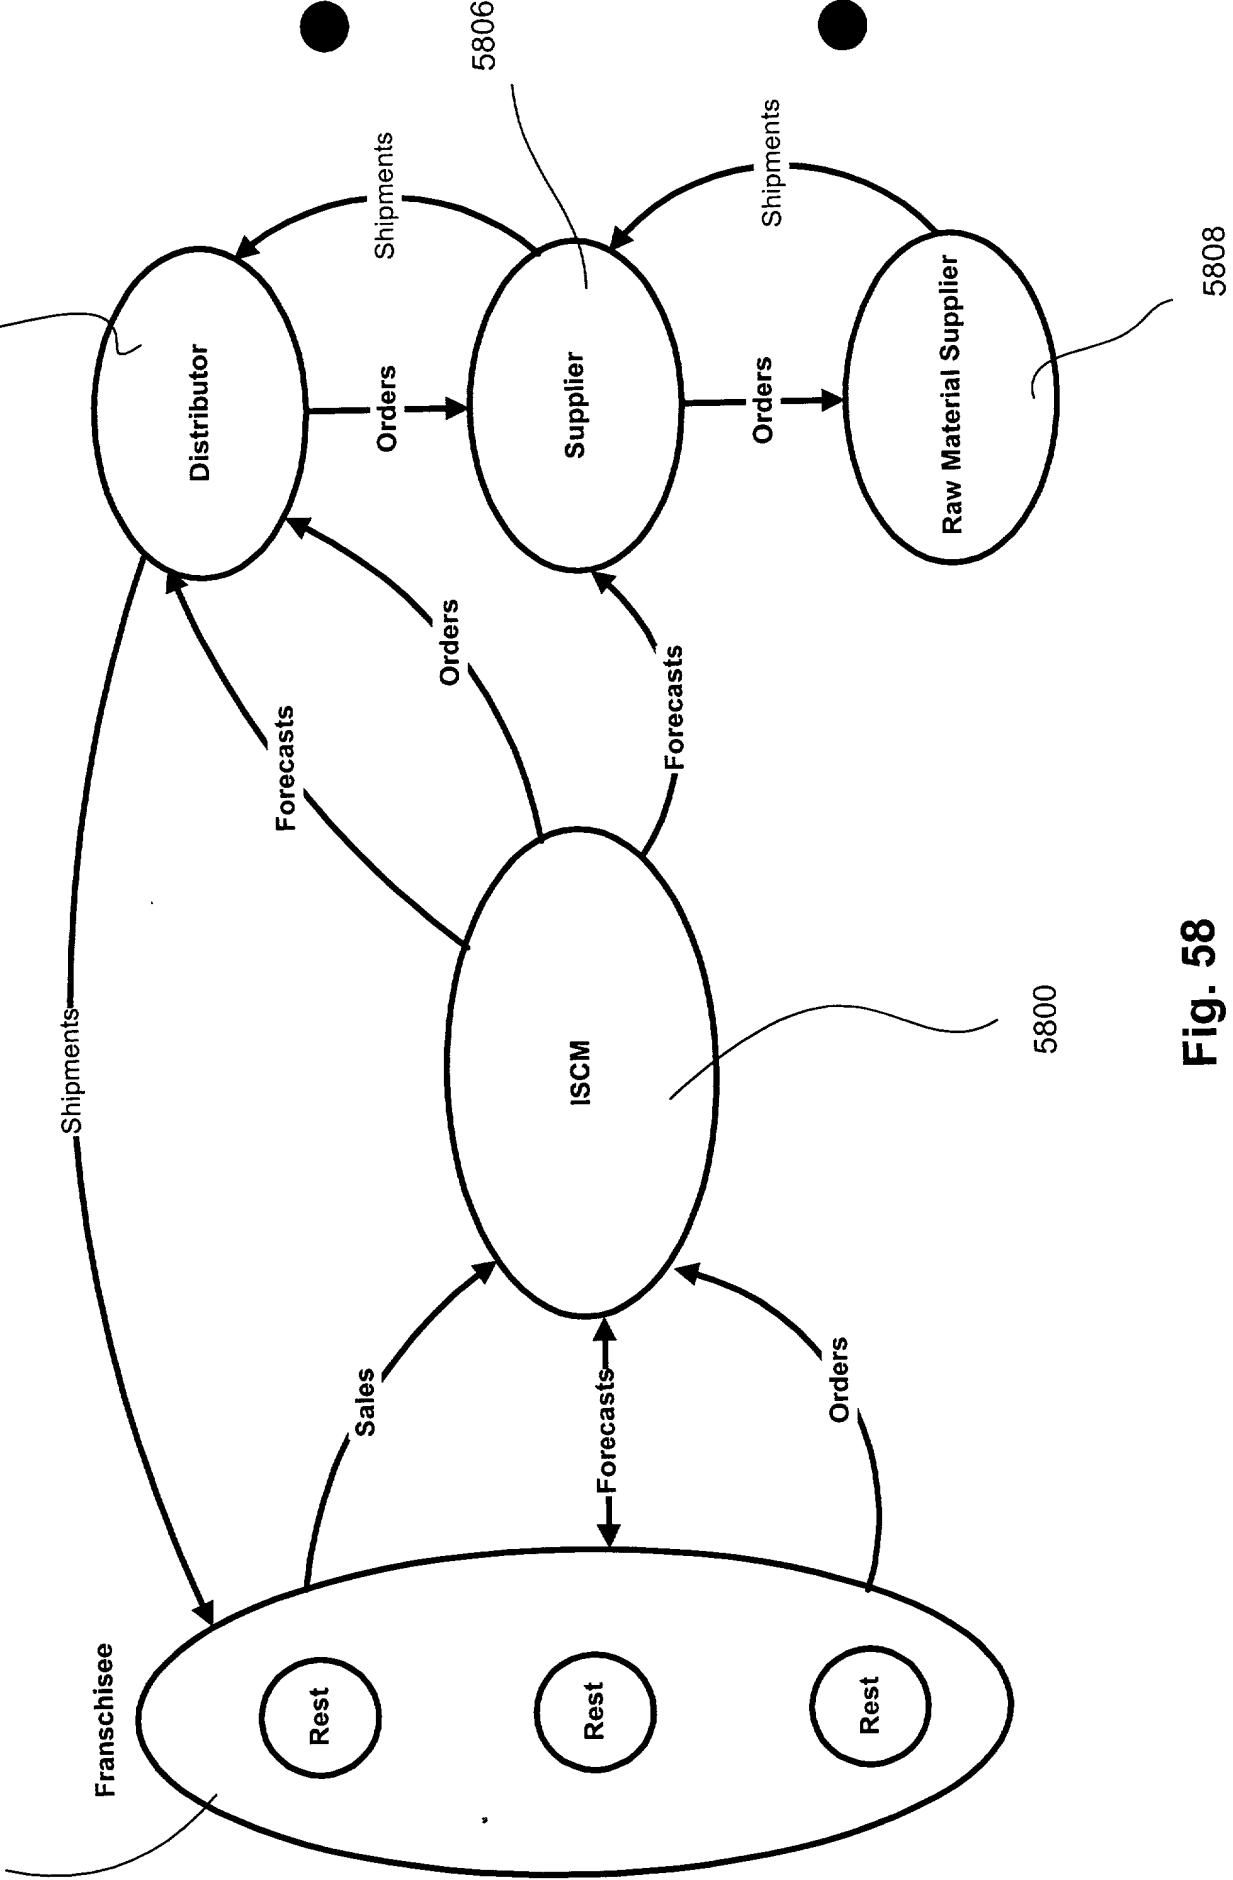 Franschisee
Rest
Rest
Rest
Shipments
Sales
Forecasts
Orders
ISCM
5800
Forecasts
Orders
Forecasts
Distributor
Orders
Shipments
Supplier
5806
Orders
Shipments
Raw Material Supplier
5808
Fig. 58